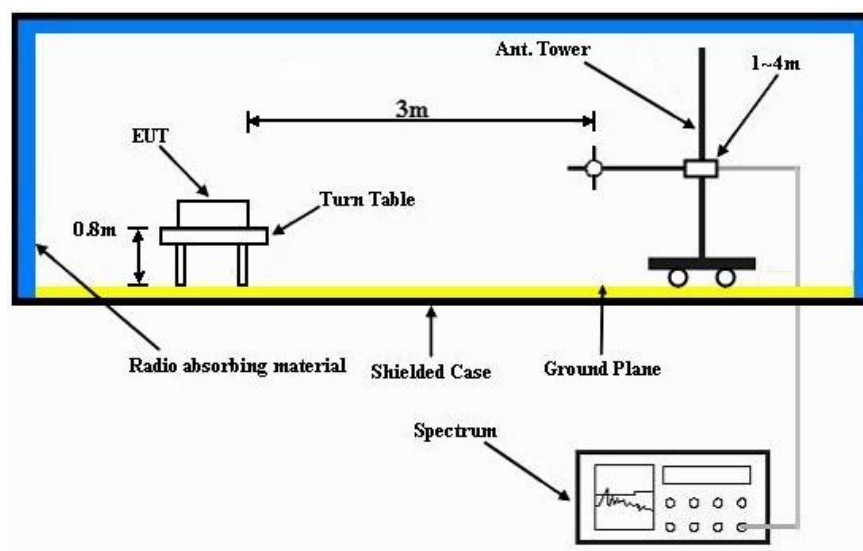 Ant. Tower
1~4m
3m
EUT
Turn Table
0.8m
Radio absorbing material
Shielded Case
Ground Plane
Spectrum